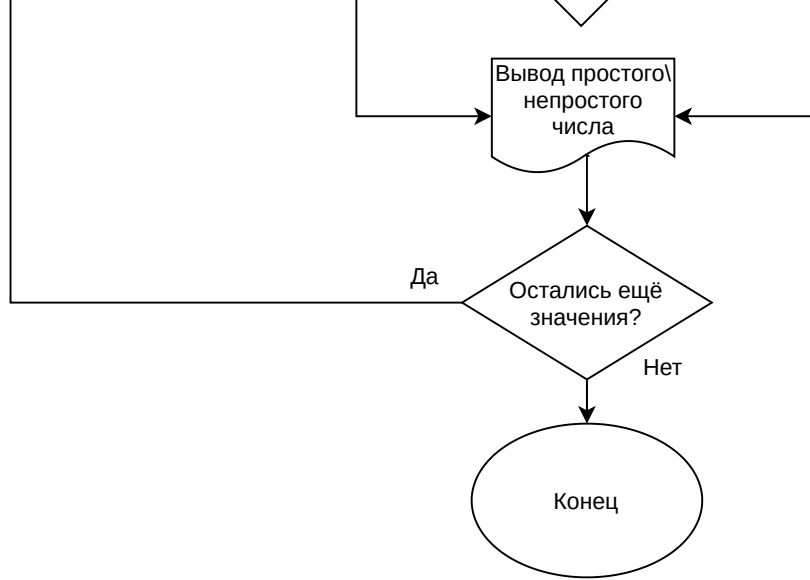 Вывод простого\
непростого
числа
Да
Остались ещё
значения?
Нет
Конец